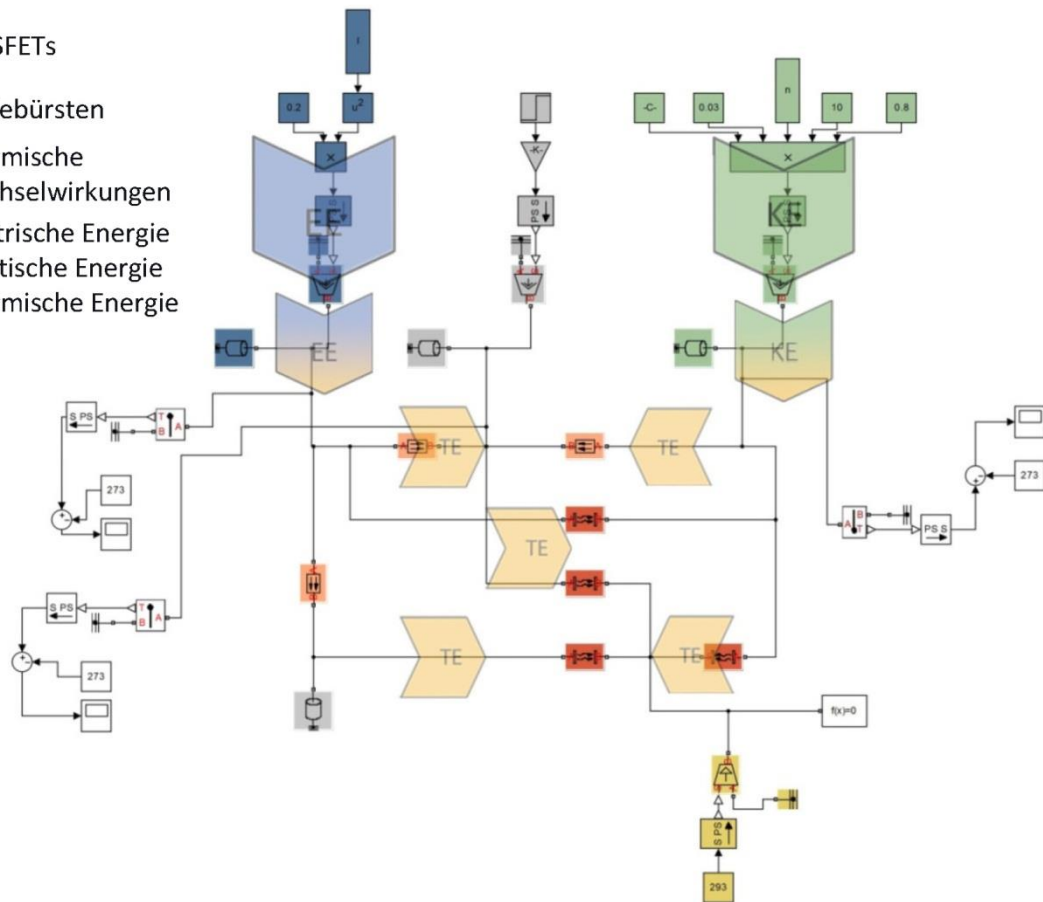 SFETs
ebürsten
mische
hselwirkungen
trische Energie
tische Energie
mische Energie
I
0.2
u²
×
EE
EE
-K-
PS S
n
-C-
0.03
10
0.8
×
KE
KE
S PS
T
B
A
273
A
B
TE
B
A
TE
TE
273
A
B
T
PS S
S PS
T
B
A
273
TE
TE
f(x)=0
S PS
293